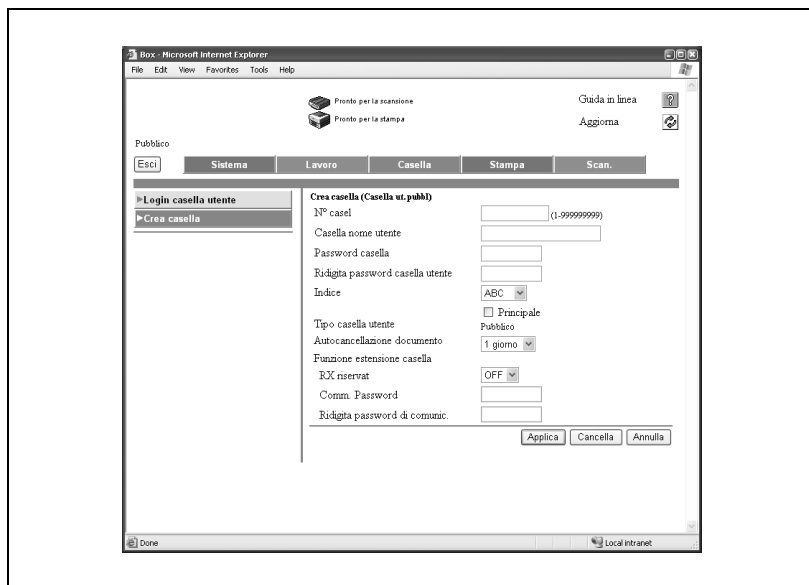 Box - Microsoft Internet Explorer
File Edit View Favorites Tools Help
Pronto per la scansione
Guida in linea ?
Pronto per la stampa
Aggiorna
Pubblico
Esci Sistema Lavoro Casella Stampa Scan.
Login casella utente
Crea casella
Crea casella (Casella ut. pubbl)
N° casel (1-999999999)
Casella nome utente
Password casella
Ridigita password casella utente
Indice ABC
Principale
Tipo casella utente Pubblico
Autocancellazione documento 1 giorno
Funzione estensione casella
RX riservat OFF
Comm. Password
Ridigita password di comunic.
Applica Cancella Annulla
Done Local intranet